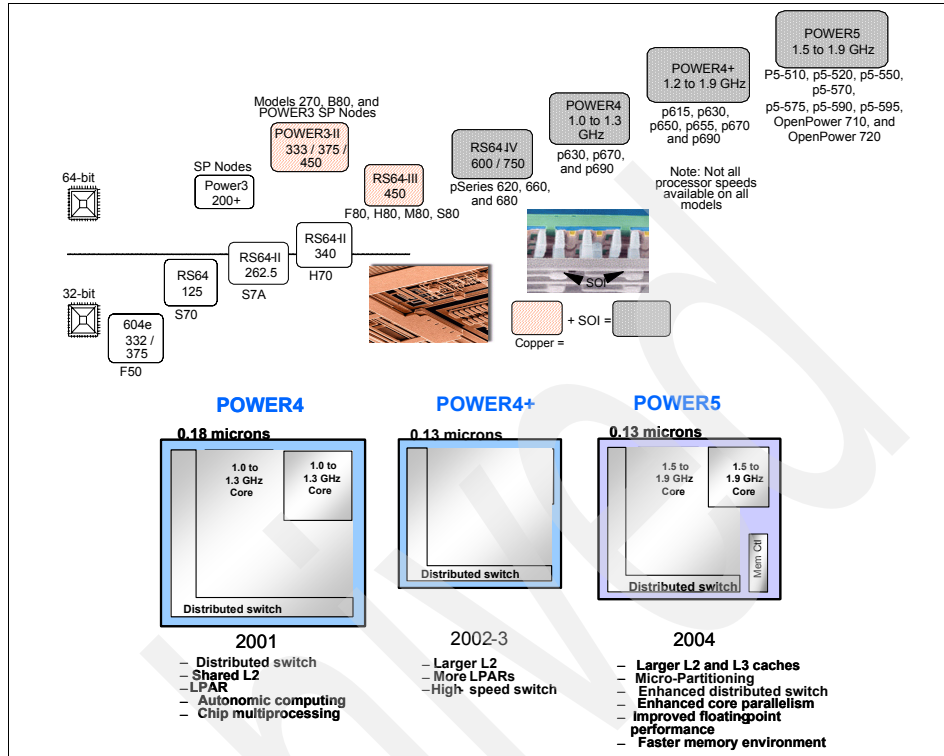 POWER5
1.5 to 1.9 GHz
P5-510, p5-520, p5-550,
p5-570,
p5-575, p5-590, p5-595,
OpenPower 710, and
OpenPower 720
POWER4+
1.2 to 1.9 GHz
p615, p630,
p650, p655, p670
and p690
Note: Not all
processor speeds
available on all
models
POWER4
1.0 to 1.3
GHz
p630, p670,
and p690
Models 270, B80, and
POWER3 SP Nodes
POWER3-II
333 / 375 /
450
RS64-IV
600 / 750
pSeries 620, 660,
and 680
SP Nodes
Power3
200+
RS64-III
450
F80, H80, M80, S80
64-bit
RS64-II
340
H70
RS64-II
262.5
S7A
RS64
125
S70
32-bit
604e
332 /
375
F50
SOI
+ SOI =
Copper =
POWER4
0.18 microns
1.0 to
1.3 GHz
Core
1.0 to
1.3 GHz
Core
Distributed switch
2001
– Distributed switch
– Shared L2
– LPAR
– Autonomic computing
– Chip multiprocessing
POWER4+
0.13 microns
Distributed switch
2002-3
– Larger L2
– More LPARs
– High- speed switch
POWER5
0.13 microns
1.5 to
1.9 GHz
Core
1.5 to
1.9 GHz
Core
Mem Ctl
Distributed switch
2004
– Larger L2 and L3 caches
– Micro-Partitioning
– Enhanced distributed switch
– Enhanced core parallelism
– Improved floating-point
performance
– Faster memory environment